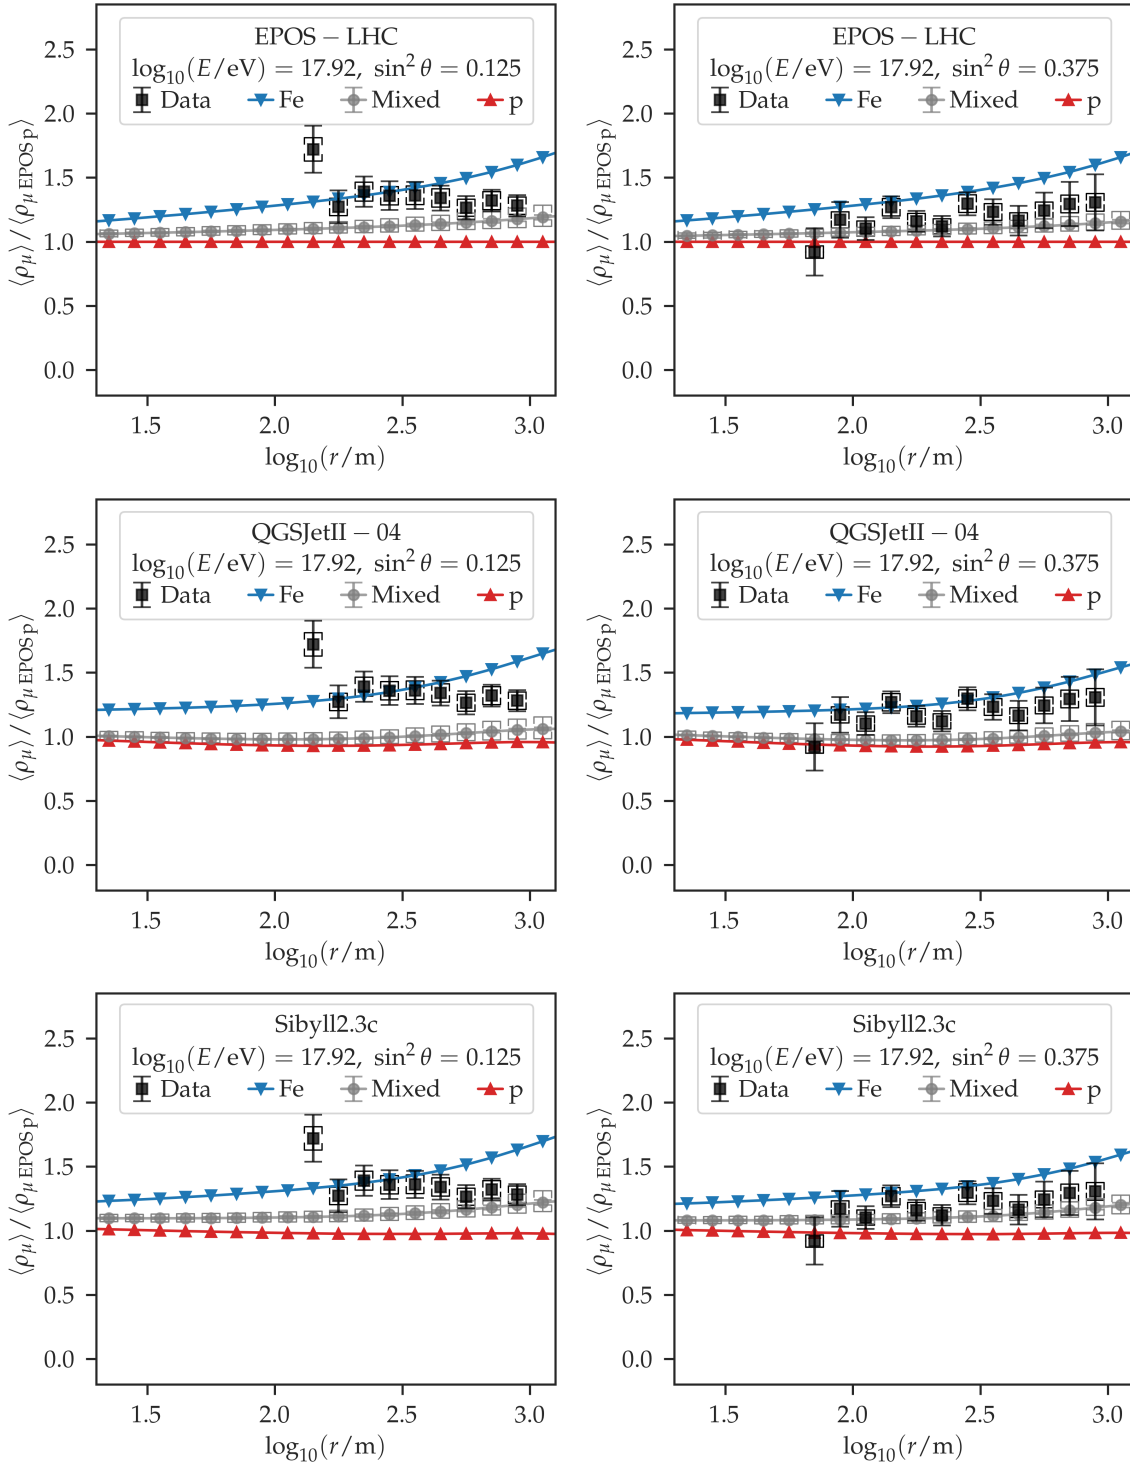 EPOS – LHC
log₁₀(E/eV) = 17.92, sin² θ = 0.125
Data Fe Mixed p
2.5
2.0
1.5
1.0
0.5
0.0
⟨ρμ⟩ / ⟨ρμ EPOS p⟩
1.5 2.0 2.5 3.0
log₁₀(r/m)
EPOS – LHC
log₁₀(E/eV) = 17.92, sin² θ = 0.375
Data Fe Mixed p
2.5
2.0
1.5
1.0
0.5
0.0
⟨ρμ⟩ / ⟨ρμ EPOS p⟩
1.5 2.0 2.5 3.0
log₁₀(r/m)
QGSJetII – 04
log₁₀(E/eV) = 17.92, sin² θ = 0.125
Data Fe Mixed p
2.5
2.0
1.5
1.0
0.5
0.0
⟨ρμ⟩ / ⟨ρμ EPOS p⟩
1.5 2.0 2.5 3.0
log₁₀(r/m)
QGSJetII – 04
log₁₀(E/eV) = 17.92, sin² θ = 0.375
Data Fe Mixed p
2.5
2.0
1.5
1.0
0.5
0.0
⟨ρμ⟩ / ⟨ρμ EPOS p⟩
1.5 2.0 2.5 3.0
log₁₀(r/m)
Sibyll2.3c
log₁₀(E/eV) = 17.92, sin² θ = 0.125
Data Fe Mixed p
2.5
2.0
1.5
1.0
0.5
0.0
⟨ρμ⟩ / ⟨ρμ EPOS p⟩
1.5 2.0 2.5 3.0
log₁₀(r/m)
Sibyll2.3c
log₁₀(E/eV) = 17.92, sin² θ = 0.375
Data Fe Mixed p
2.5
2.0
1.5
1.0
0.5
0.0
⟨ρμ⟩ / ⟨ρμ EPOS p⟩
1.5 2.0 2.5 3.0
log₁₀(r/m)